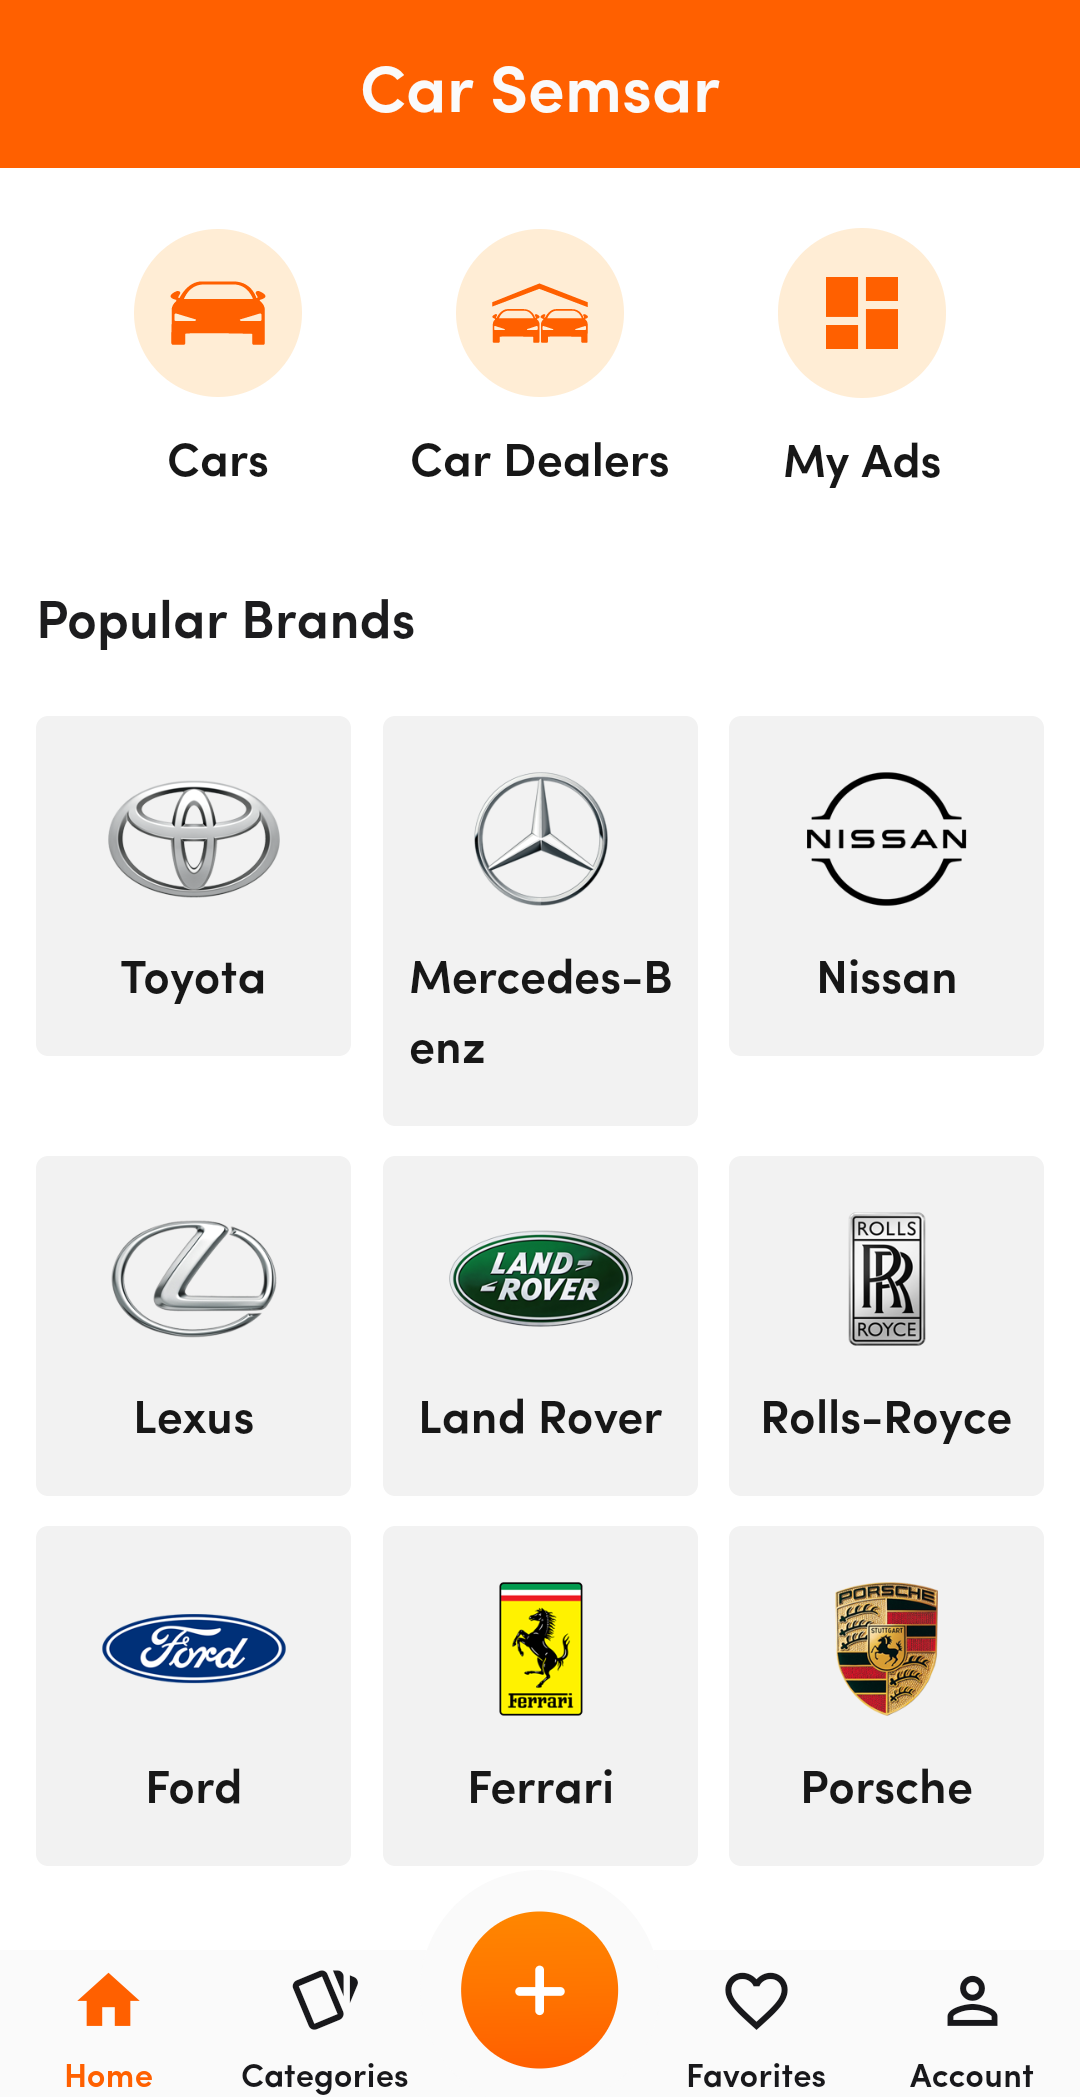 Car Semsar
Cars
Car Dealers
My Ads
Popular Brands
NISSAN
Toyota
Mercedes-B
enz
Nissan
LAND-
ROVER
ROLLS
RR
ROYCE
Lexus
Land Rover
Rolls-Royce
Ford
Ferrari
PORSCHE
STUTTGART
Ford
Ferrari
Porsche
Home
Categories
Favorites
Account